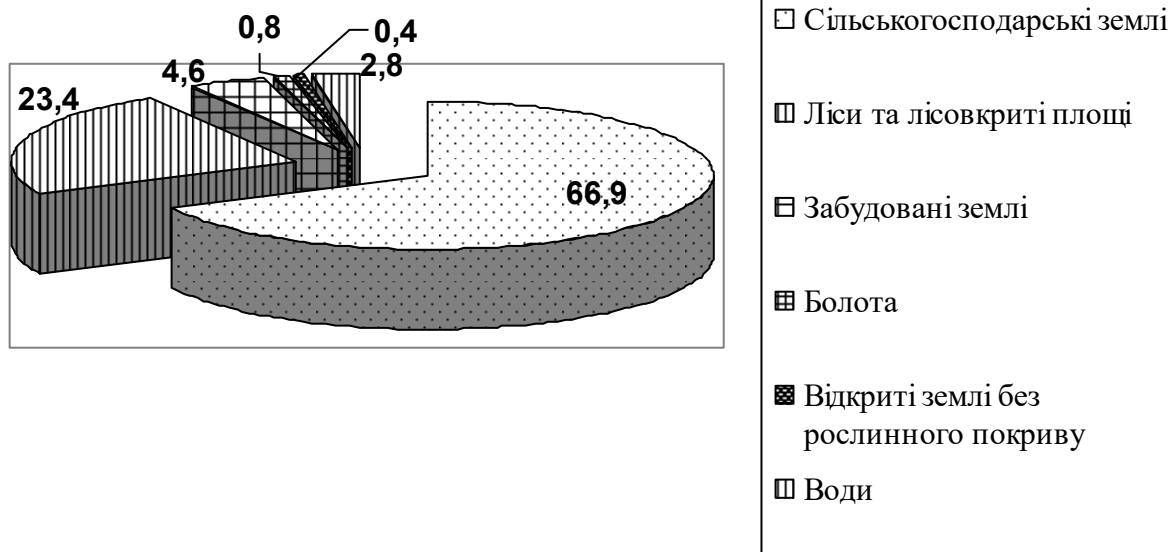 0,8
0,4
4,6
2,8
23,4
66,9
Сільськогосподарські землі
Ліси та лісовкриті площі
Забудовані землі
Болота
Відкриті землі без
рослинного покриву
Води